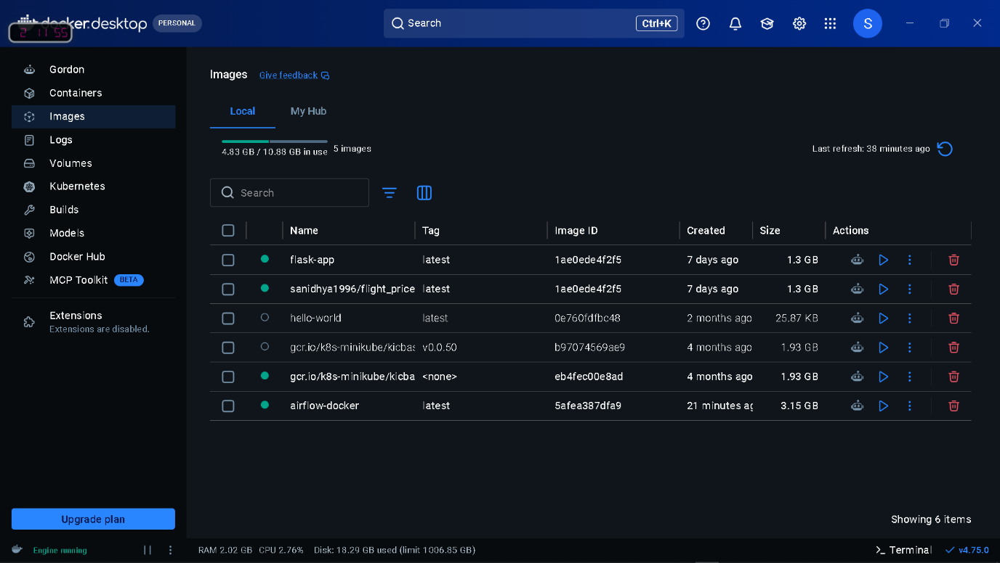 docker.desktop PERSONAL Search Ctrl+K S
2 11 55
Gordon
Containers
Images
Logs
Volumes
Kubernetes
Builds
Models
Docker Hub
MCP Toolkit BETA
Extensions
Extensions are disabled.
Upgrade plan
Images Give feedback
Local My Hub
4.83 GB / 10.88 GB in use 5 images Last refresh: 38 minutes ago
Search
Name Tag Image ID Created Size Actions
flask-app latest 1ae0ede4f2f5 7 days ago 1.3 GB
sanidhya1996/flight_price latest 1ae0ede4f2f5 7 days ago 1.3 GB
hello-world latest 0e760fdfbc48 2 months ago 25.87 KB
gcr.io/k8s-minikube/kicbas v0.0.50 b97074569ae9 4 months ago 1.93 GB
gcr.io/k8s-minikube/kicba <none> eb4fec00e8ad 4 months ago 1.93 GB
airflow-docker latest 5afea387dfa9 21 minutes ag 3.15 GB
Showing 6 items
Engine running RAM 2.02 GB CPU 2.76% Disk: 18.29 GB used (limit 1006.85 GB) Terminal v4.75.0